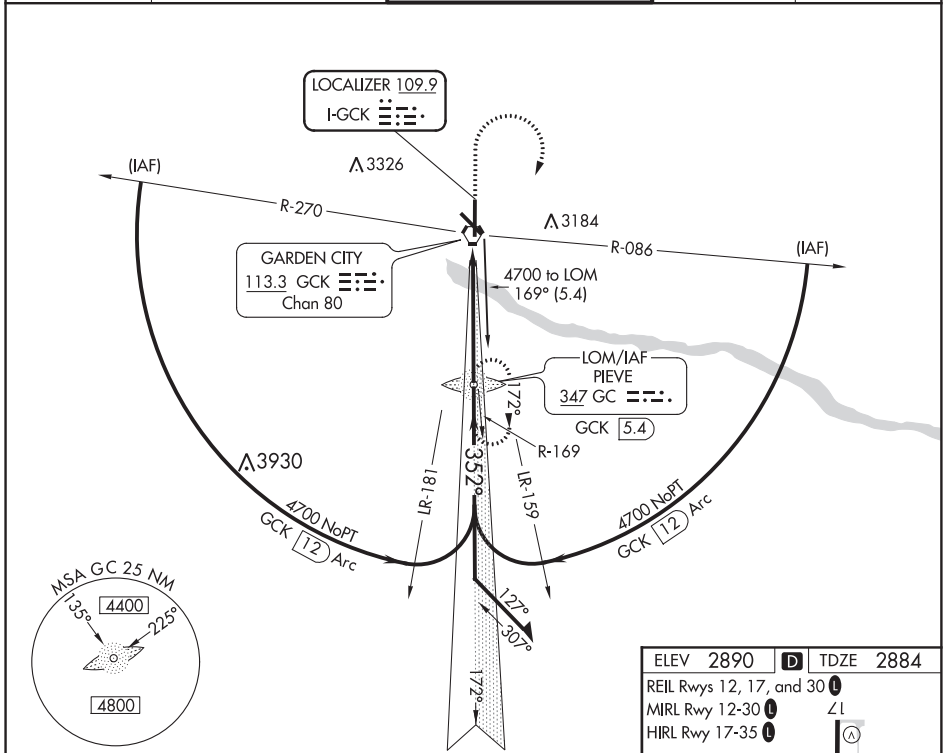 LOCALIZER 109.9
I-GCK
(IAF)
3326
R-270
3184
R-086
(IAF)
GARDEN CITY
113.3 GCK
Chan 80
4700 to LOM
169° (5.4)
LOM/IAF
PIEVE
347 GC
GCK 5.4
172°
R-169
3930
LR-181
352°
LR-159
4700 NoPT
GCK 12 Arc
4700 NoPT
GCK 12 Arc
127°
307°
172°
MSA GC 25 NM
135°
4400
225°
4800
ELEV 2890 D TDZE 2884
REIL Rwys 12, 17, and 30 L
MIRL Rwy 12-30 L
HIRL Rwy 17-35 L
17
V